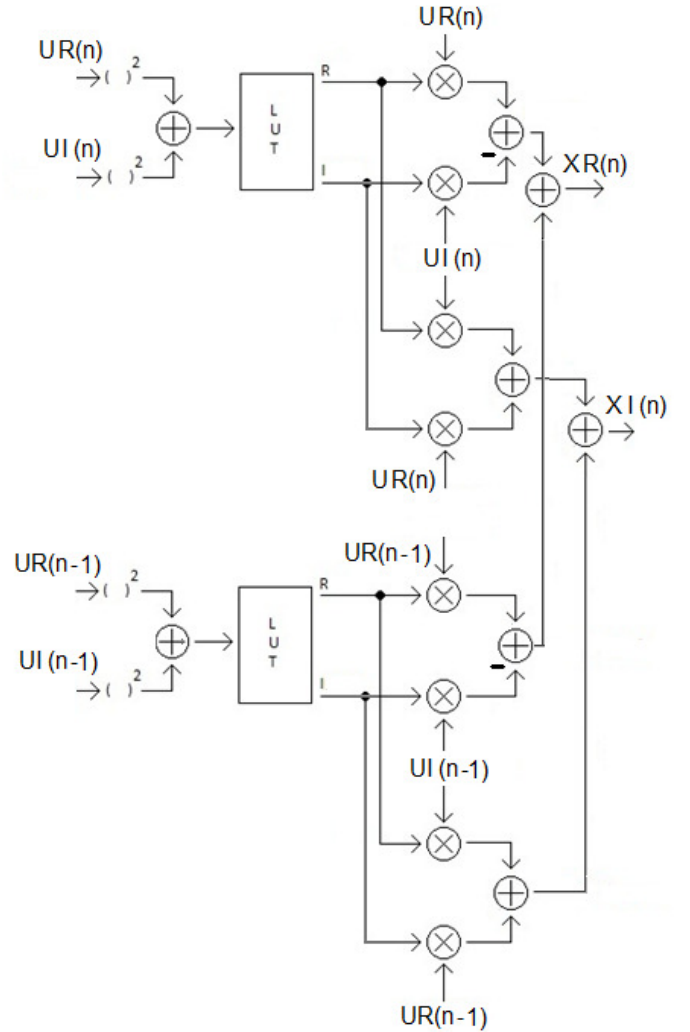 UR(n)
UR(n)
( )²
R
L
U
T
UI(n)
( )²
I
XR(n)
UI(n)
XI(n)
UR(n)
UR(n-1)
UR(n-1)
( )²
R
L
U
T
UI(n-1)
( )²
I
UI(n-1)
UR(n-1)